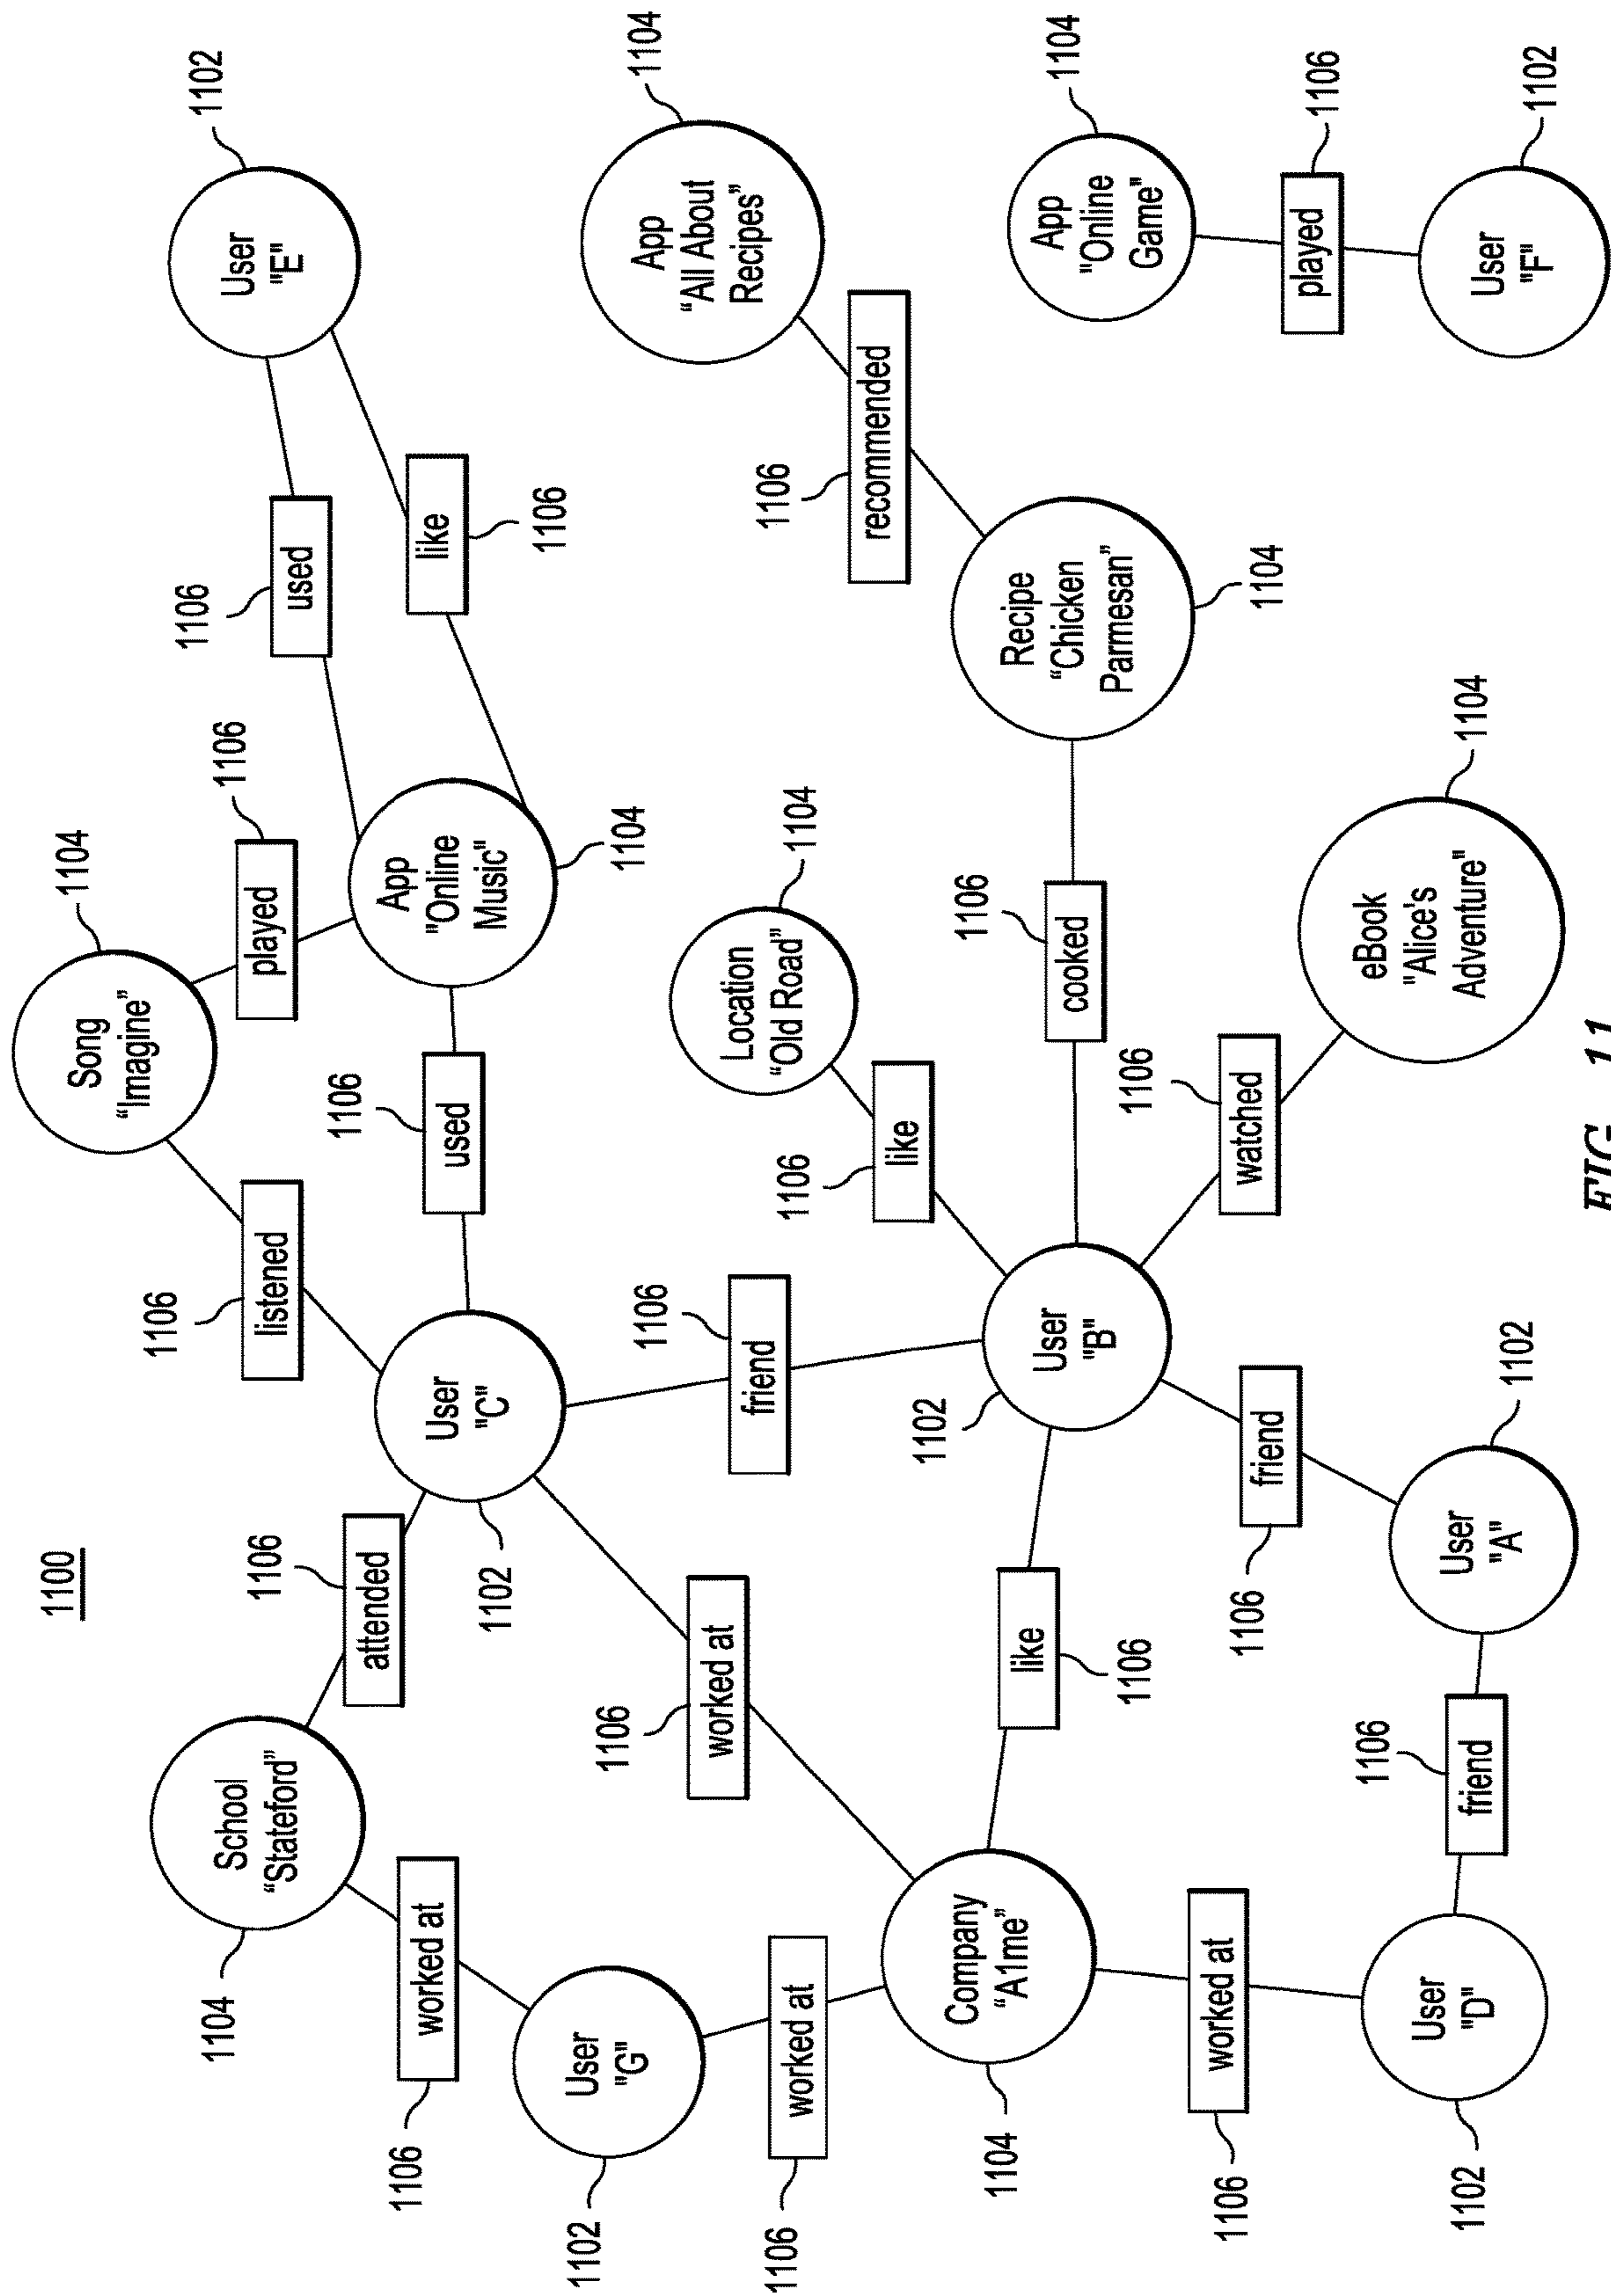 1100
1104
Song
“Imagine”
1102
User
"E"
1106
played
1106
used
1106
listened
1106
attended
School
“Stateford”
1104
1106
used
like
1106
App
"Online
Music"
1104
User
"C"
1102
worked at
1106
User
"G"
1102
1106
friend
1106
worked at
Location
“Old Road”
1104
1106
like
1106
recommended
App
“All About
Recipes”
1104
worked at
1106
Company
“A1me”
1104
like
1106
User
"B"
1102
1106
cooked
Recipe
“Chicken
Parmesan”
1104
App
"Online
Game"
1104
played
1106
User
"F"
1102
worked at
1106
User
"D"
1102
1106
friend
friend
1106
User
"A"
1102
1106
watched
eBook
"Alice's
Adventure"
1104
FIG. 11